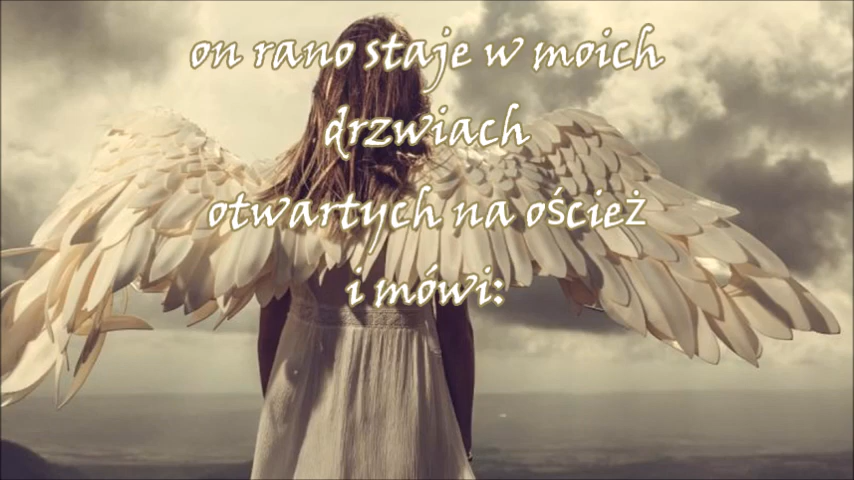 on rano staje w moich
drzwiach
otwartych na oścież
i mówi: